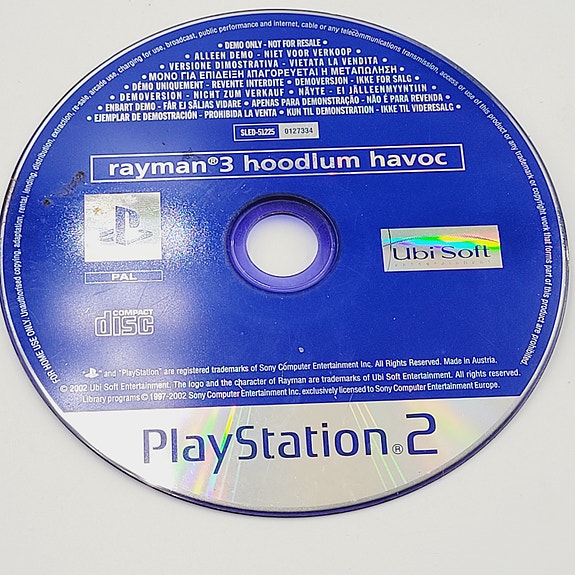 • DEMO ONLY - NOT FOR RESALE •
• ALLEEN DEMO - NIET VOOR VERKOOP •
• VERSIONE DIMOSTRATIVA - VIETATA LA VENDITA •
• ΜΟΝΟ ΓΙΑ ΕΠΙΔΕΙΞΗ ΑΠΑΓΟΡΕΥΕΤΑΙ Η ΜΕΤΑΠΩΛΗΣΗ •
• DÉMO UNIQUEMENT - REVENTE INTERDITE • DEMOVERSION - IKKE FOR SALG •
• DEMOVERSION - NICHT ZUM VERKAUF • NÄYTE - EI JÄLLEENMYYNTIIN •
• ENBART DEMO - FÅR EJ SÄLJAS VIDARE • APENAS PARA DEMONSTRAÇÃO - NÃO É PARA REVENDA •
• EJEMPLAR DE DEMOSTRACIÓN - PROHIBIDA LA VENTA • KUN TIL DEMONSTRATION - IKKE TIL VIDERESALG •
SLED-51225 0127334
rayman®3 hoodlum havoc
PAL
Ubi Soft
ENTERTAINMENT
COMPACT
disc
and "PlayStation" are registered trademarks of Sony Computer Entertainment Inc. All Rights Reserved. Made in Austria.
© 2002 Ubi Soft Entertainment. The logo and the character of Rayman are trademarks of Ubi Soft Entertainment. All Rights Reserved.
Library programs © 1997-2002 Sony Computer Entertainment Inc. exclusively licensed to Sony Computer Entertainment Europe.
PlayStation®2
FOR HOME USE ONLY. Unauthorised copying, adaptation, rental, lending, distribution, extraction, re-sale, arcade use, charging for use, broadcast, public performance and internet, cable or any telecommunications transmission, access or use of this product or any trademark or copyright work that forms part of this product are prohibited.